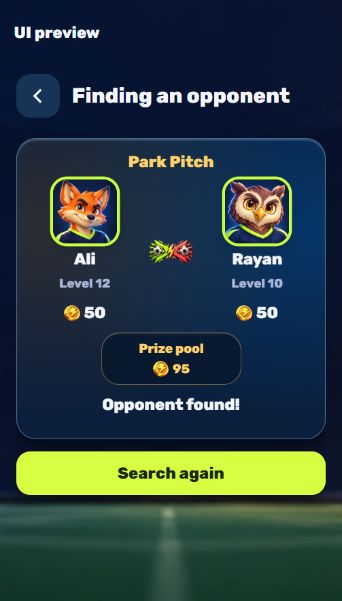 UI preview
Finding an opponent
Park Pitch
Ali
Rayan
Level 12
Level 10
50
50
Prize pool
95
Opponent found!
Search again